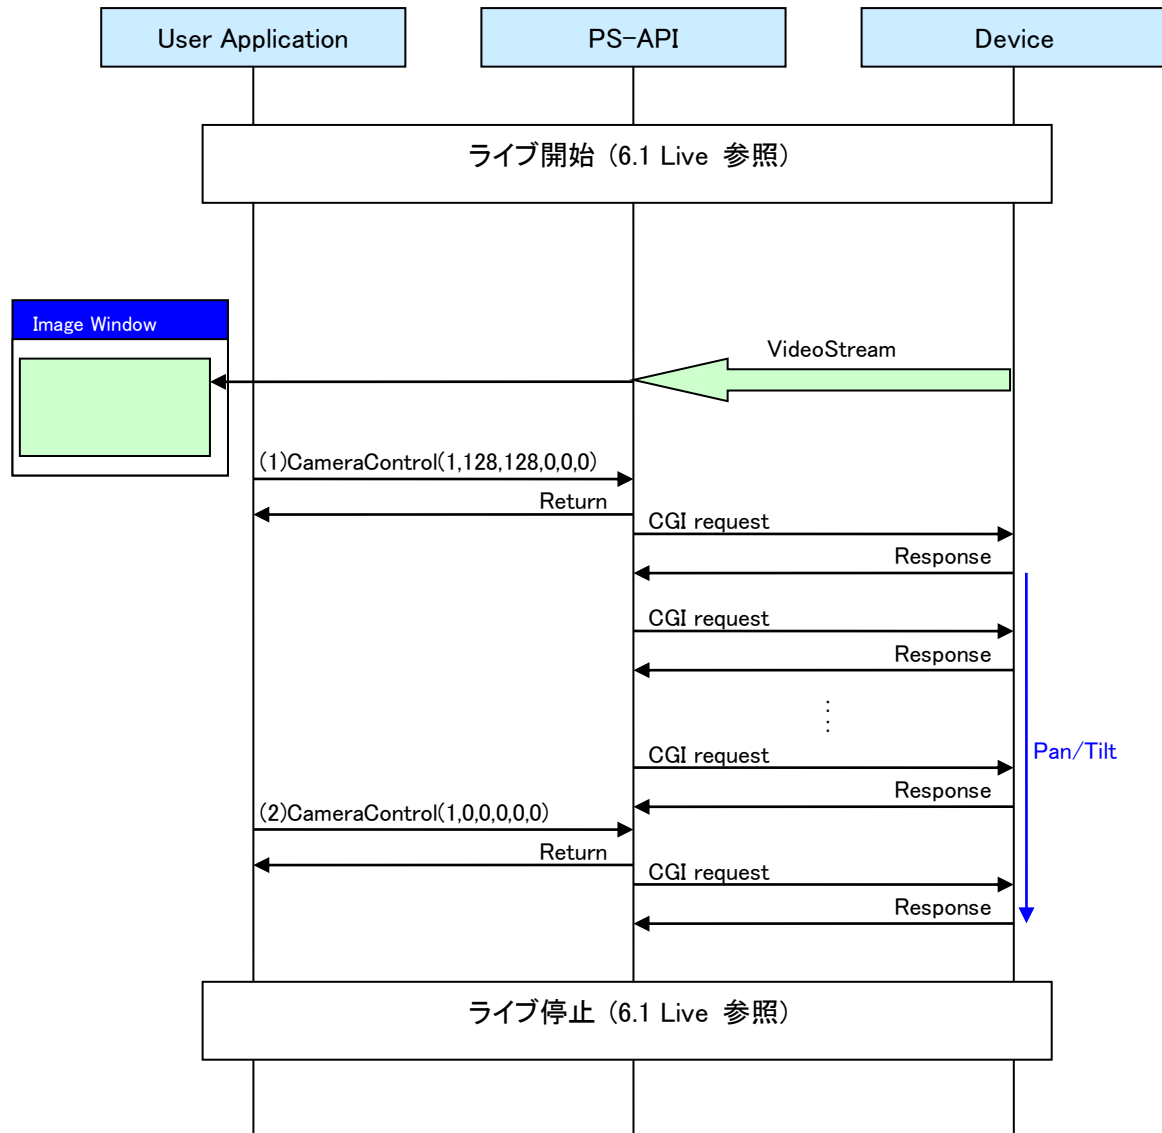 User Application
PS-API
Device
ライブ開始 (6.1 Live 参照)
Image Window
VideoStream
(1)CameraControl(1,128,128,0,0,0)
Return
CGI request
Response
CGI request
Response
CGI request
Pan/Tilt
Response
(2)CameraControl(1,0,0,0,0,0)
Return
CGI request
Response
ライブ停止 (6.1 Live 参照)